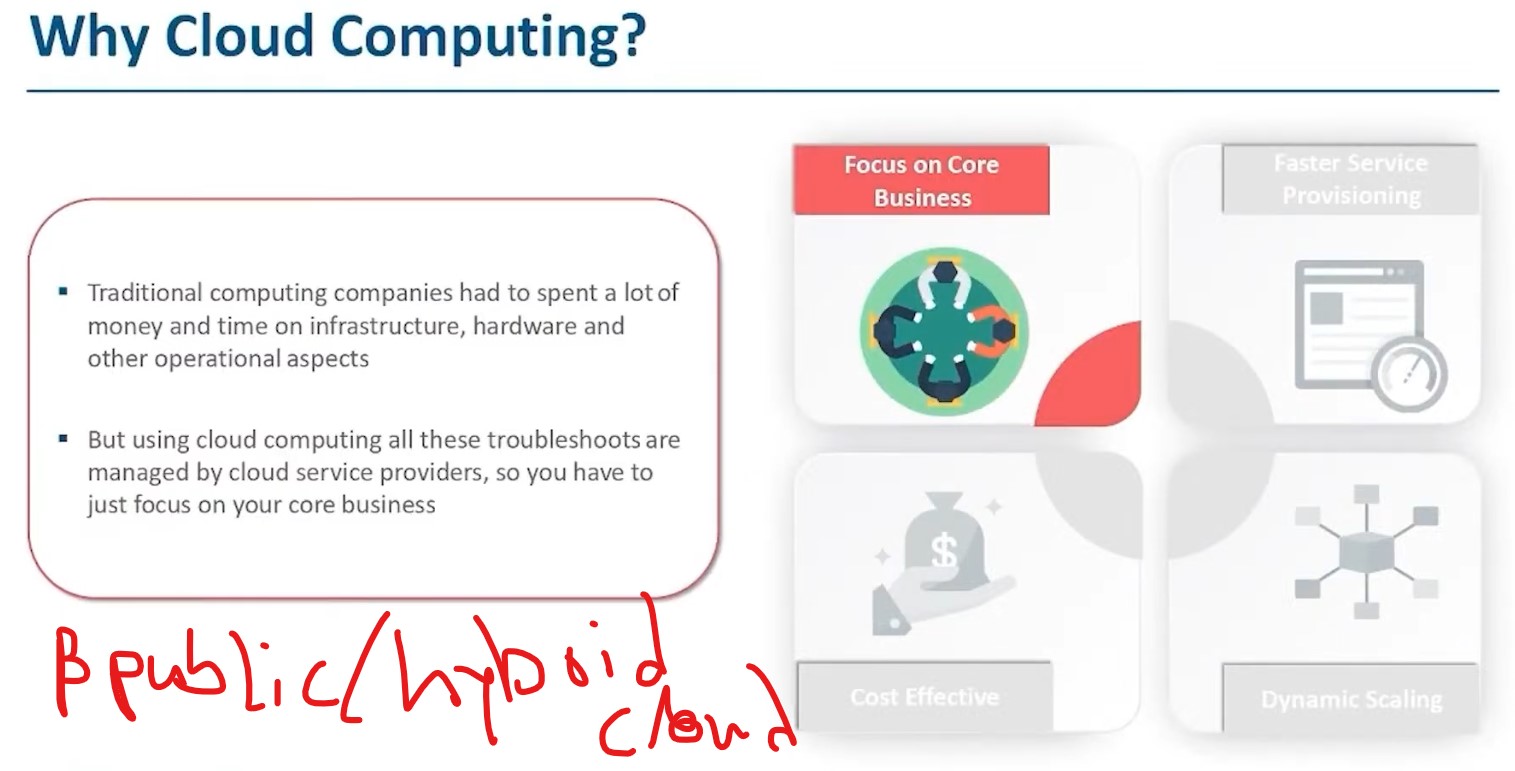 Why Cloud Computing?
▪ Traditional computing companies had to spent a lot of
money and time on infrastructure, hardware and
other operational aspects
▪ But using cloud computing all these troubleshoots are
managed by cloud service providers, so you have to
just focus on your core business
Focus on Core
Business
Faster Service
Provisioning
$
Cost Effective
Dynamic Scaling
B public/hybrid
cloud